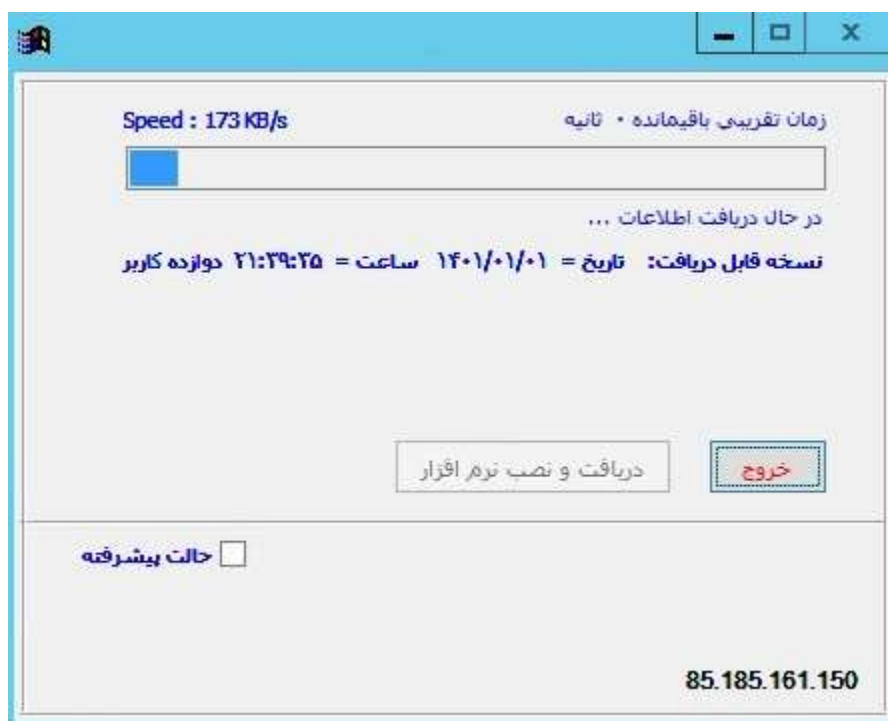 زمان تقریبی باقیمانده ۰ ثانیه Speed : 173 KB/s
در حال دریافت اطلاعات ...
نسخه قابل دریافت: تاریخ = ۱۴۰۱/۰۱/۰۱ ساعت = ۲۱:۳۹:۳۵ دوازده کاربر
خروج دریافت و نصب نرم افزار
حالت پیشرفته
85.185.161.150